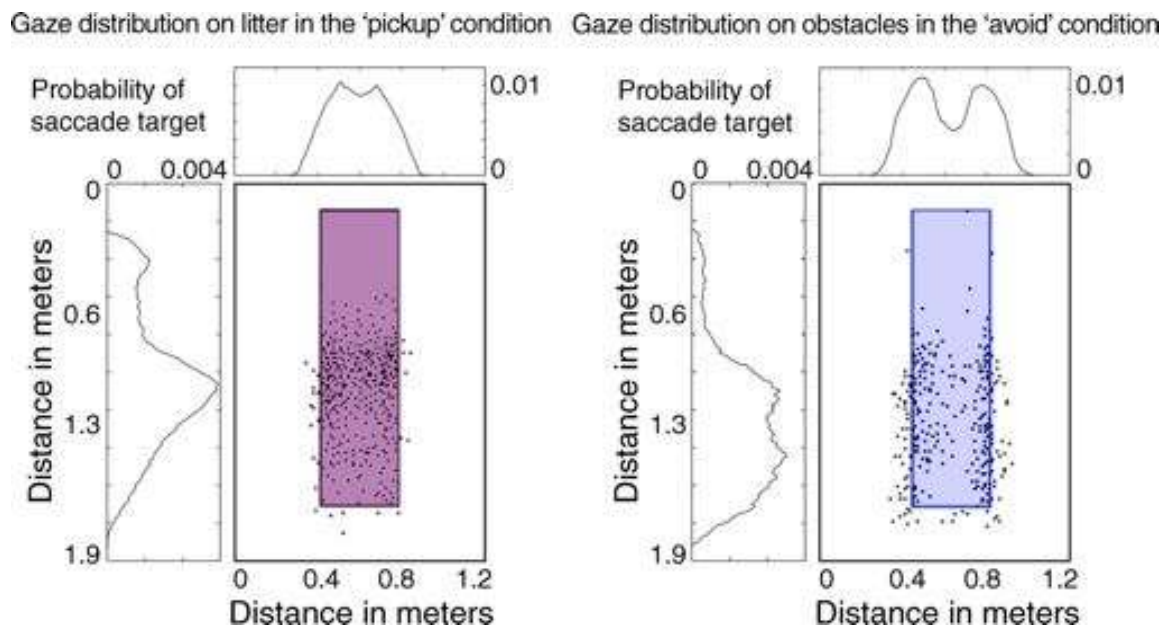 Gaze distribution on litter in the 'pickup' condition
Probability of
saccade target
0.01
0
0 0.004
0
0.6
1.3
1.9
Distance in meters
0 0.4 0.8 1.2
Distance in meters
Gaze distribution on obstacles in the 'avoid' condition
Probability of
saccade target
0.01
0
0 0.004
0
0.6
1.3
1.9
Distance in meters
0 0.4 0.8 1.2
Distance in meters